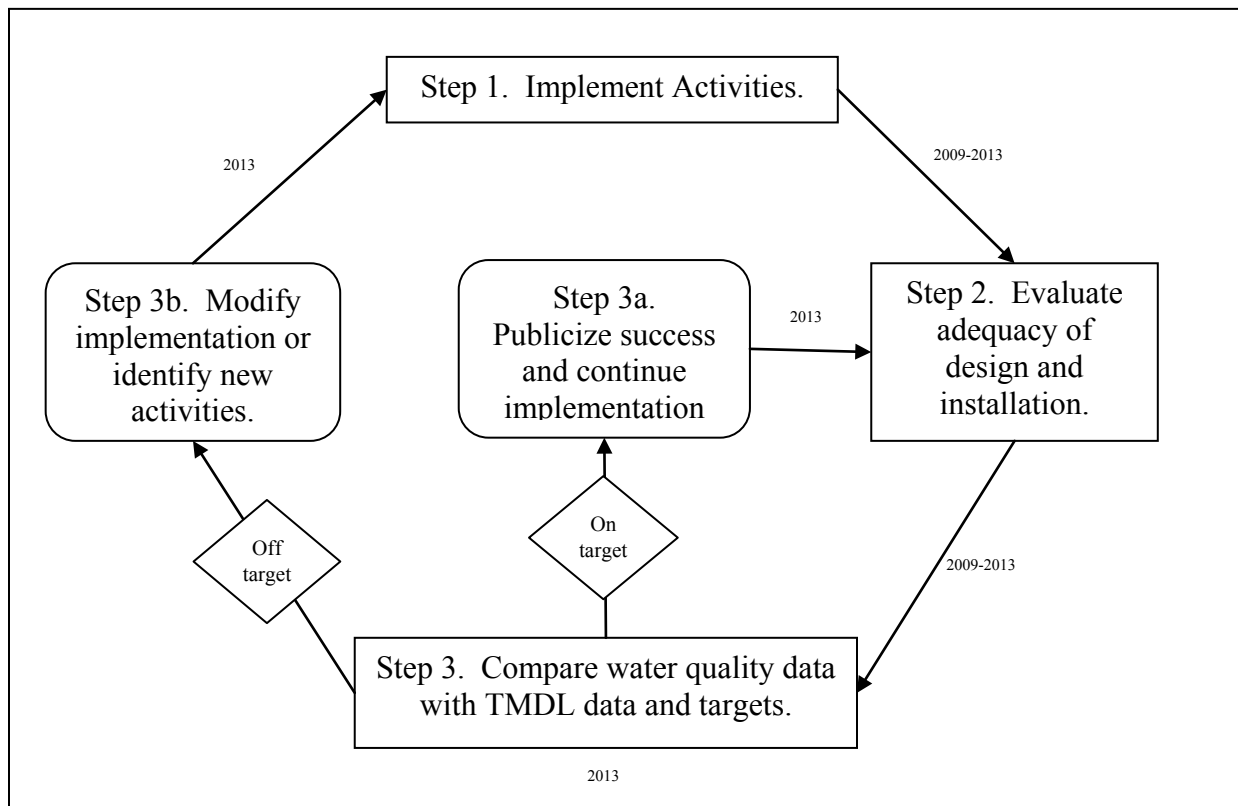 Step 1.  Implement Activities.
2013
2009-2013
Step 3b.  Modify
implementation or
identify new
activities.
Step 3a.
Publicize success
and continue
implementation
2013
Step 2.  Evaluate
adequacy of
design and
installation.
Off
target
On
target
2009-2013
Step 3.  Compare water quality data
with TMDL data and targets.
2013